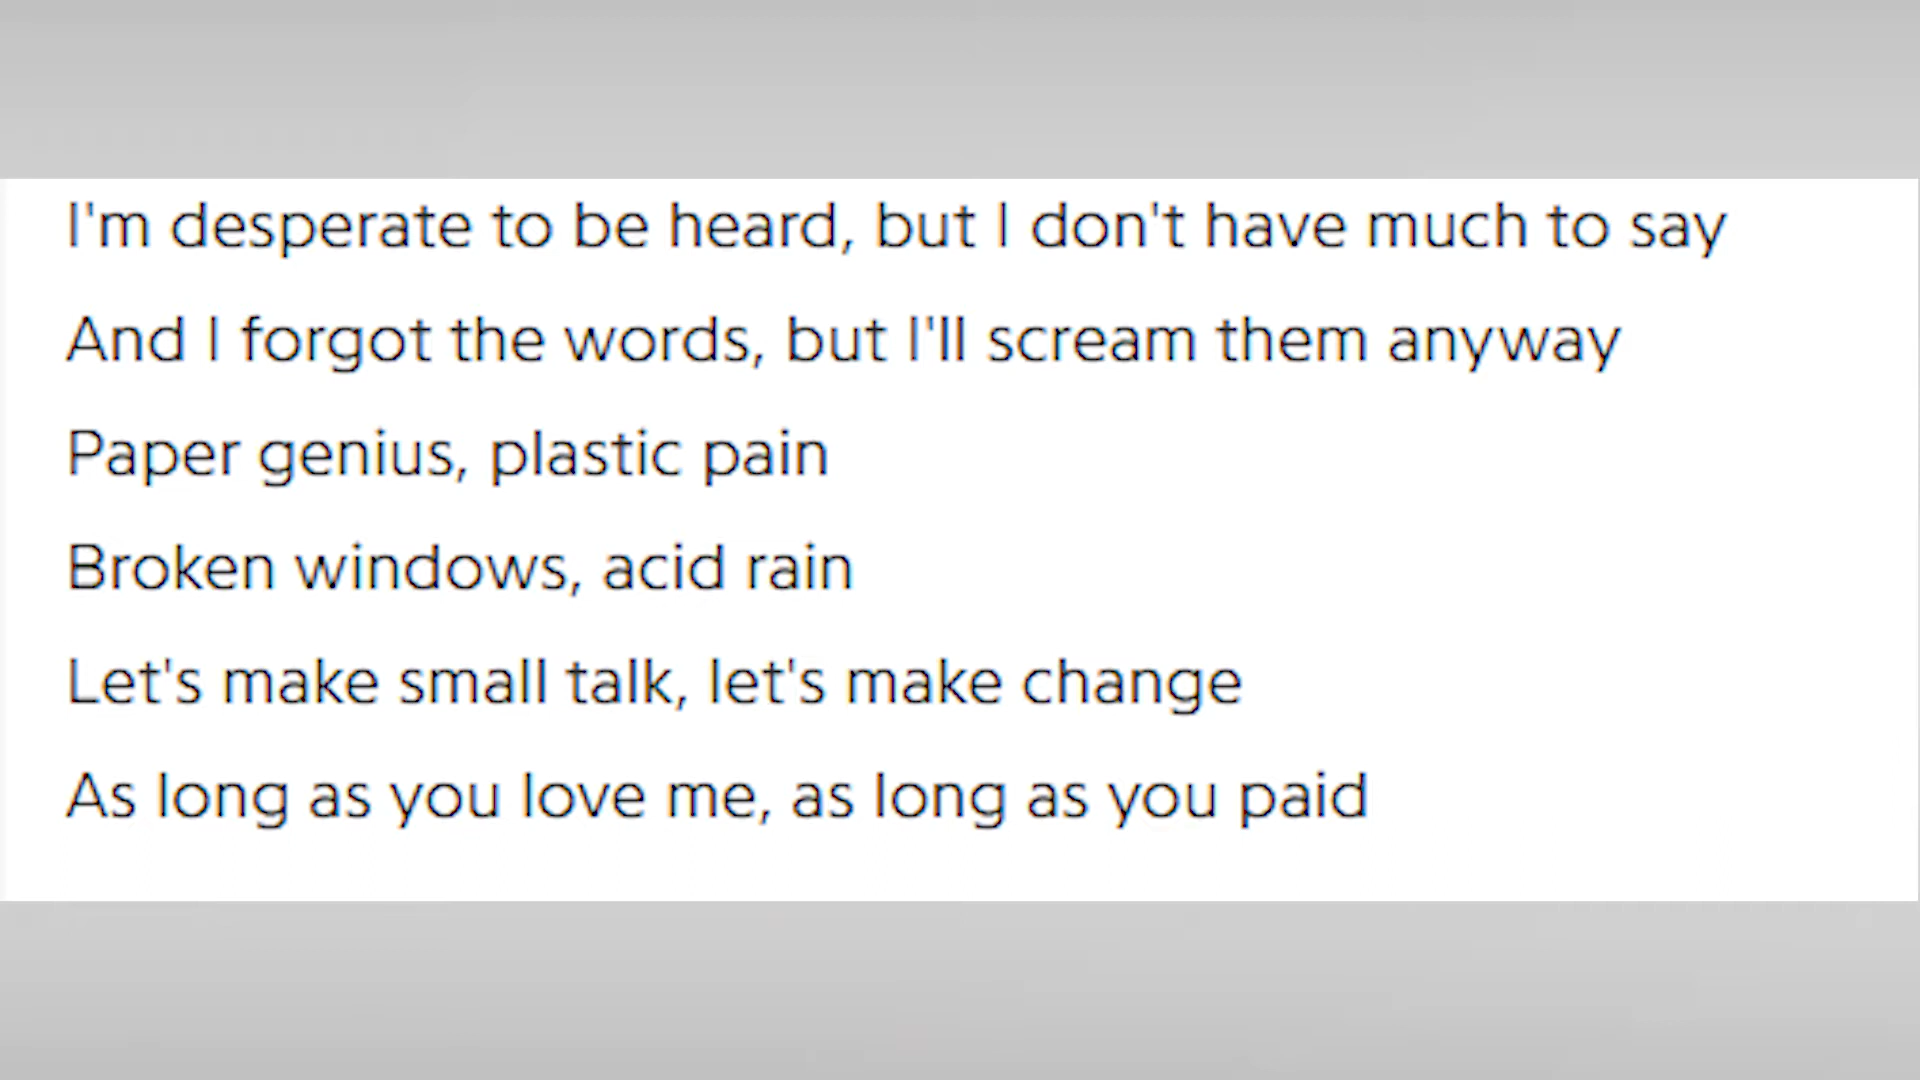 I'm desperate to be heard, but I don't have much to say
And I forgot the words, but I'll scream them anyway
Paper genius, plastic pain
Broken windows, acid rain
Let's make small talk, let's make change
As long as you love me, as long as you paid